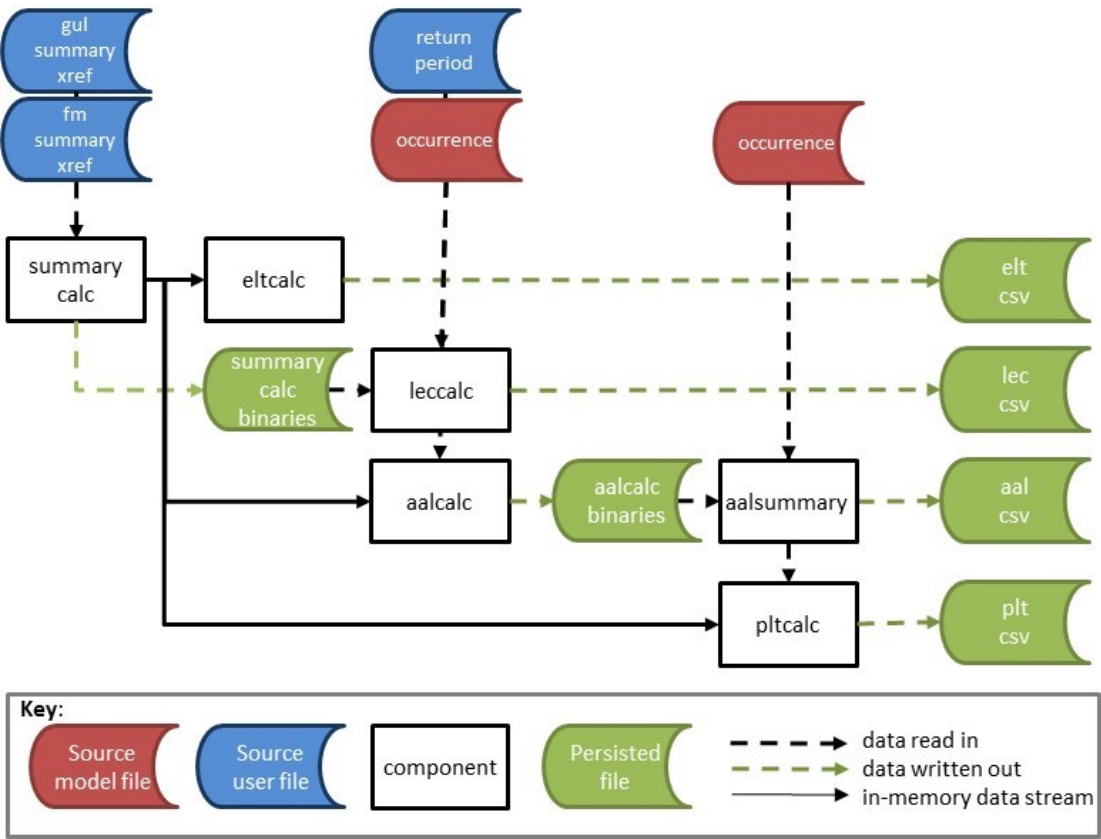 gul
summary
xref
fm
summary
xref
return
period
occurrence
occurrence
summary
calc
eltcalc
elt
csv
summary
calc
binaries
leccalc
lec
csv
aalcalc
aalcalc
binaries
aalsummary
aal
csv
pltcalc
plt
csv
Key:
Source
model file
Source
user file
component
Persisted
file
data read in
data written out
in-memory data stream